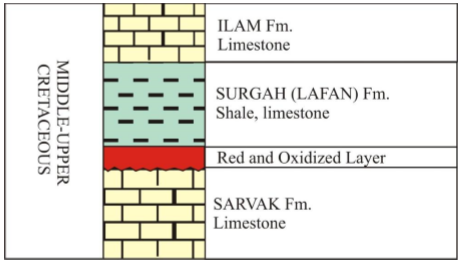 MIDDLE-UPPER
CRETACEOUS
ILAM Fm.
Limestone
SURGAH (LAFAN) Fm.
Shale, limestone
Red and Oxidized Layer
SARVAK Fm.
Limestone